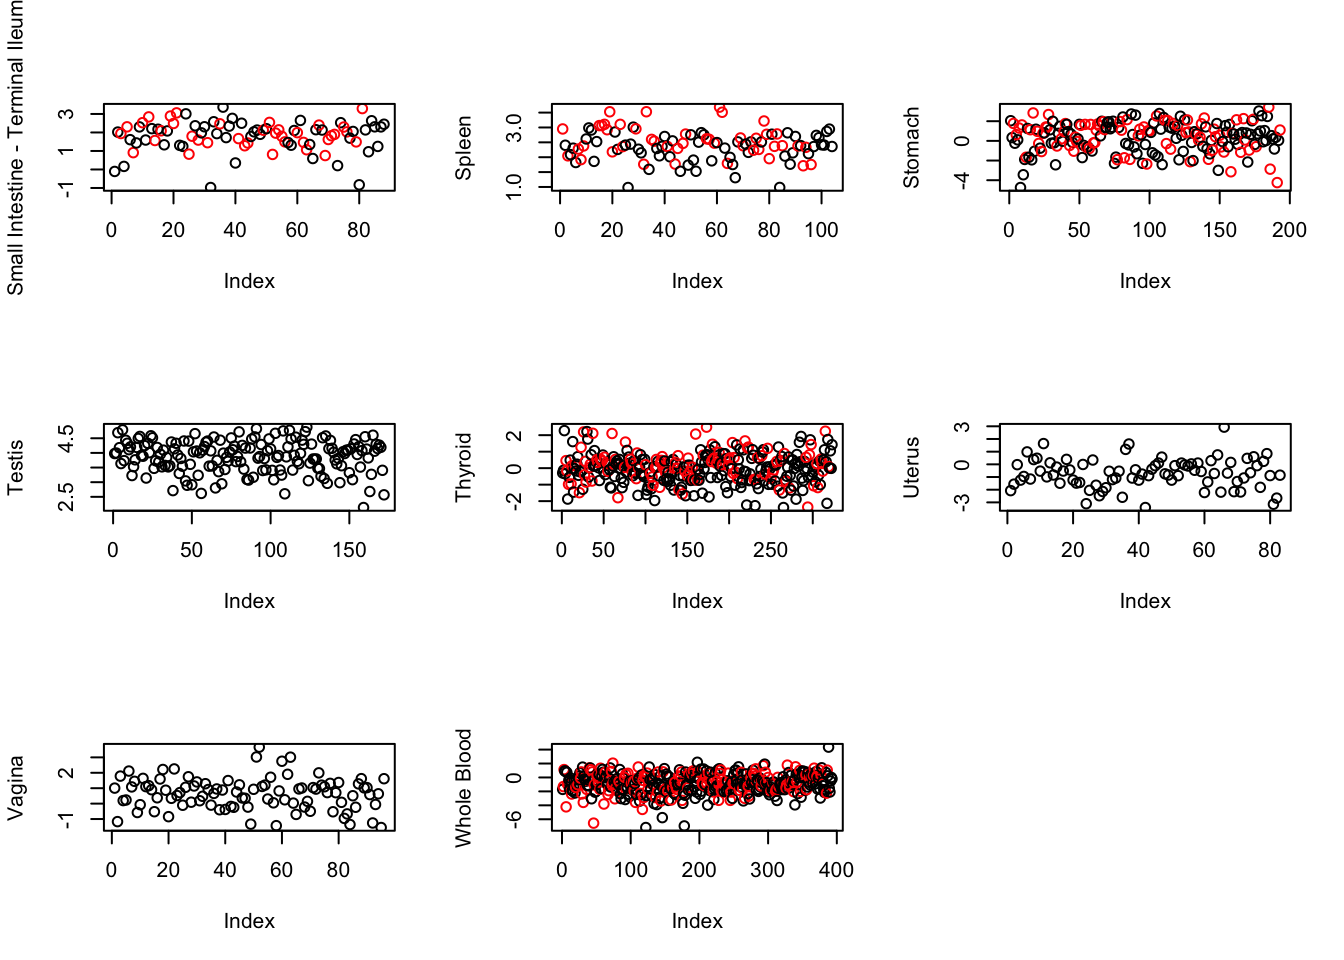 Small Intestine - Terminal Ileum
-1 1 3
0 20 40 60 80
Index
Spleen
1.0 3.0
0 20 40 60 80 100
Index
Stomach
-4 0
0 50 100 150 200
Index
Testis
2.5 4.5
0 50 100 150
Index
Thyroid
-2 0 2
0 50 150 250
Index
Uterus
-3 0 3
0 20 40 60 80
Index
Vagina
-1 2
0 20 40 60 80
Index
Whole Blood
-6 0
0 100 200 300 400
Index